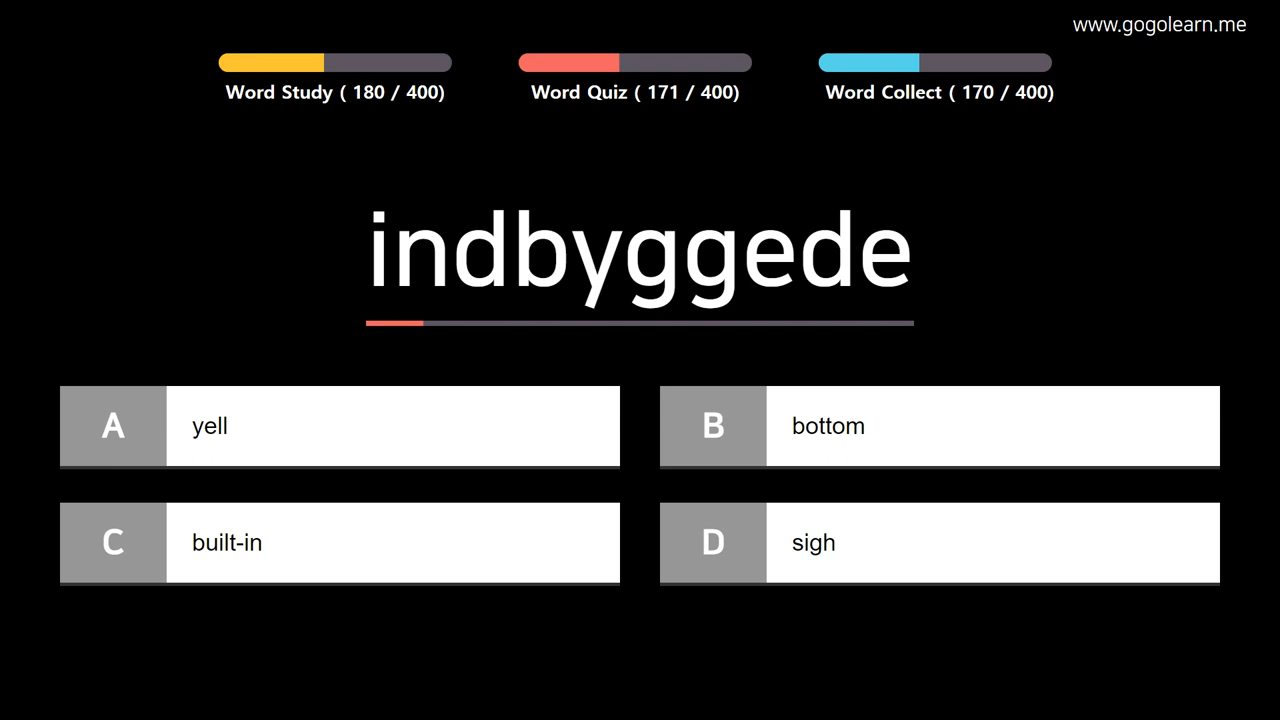 www.gogolearn.me
Word Study ( 180 / 400)
Word Quiz ( 171 / 400)
Word Collect ( 170 / 400)
indbyggede
A yell
B bottom
C built-in
D sigh